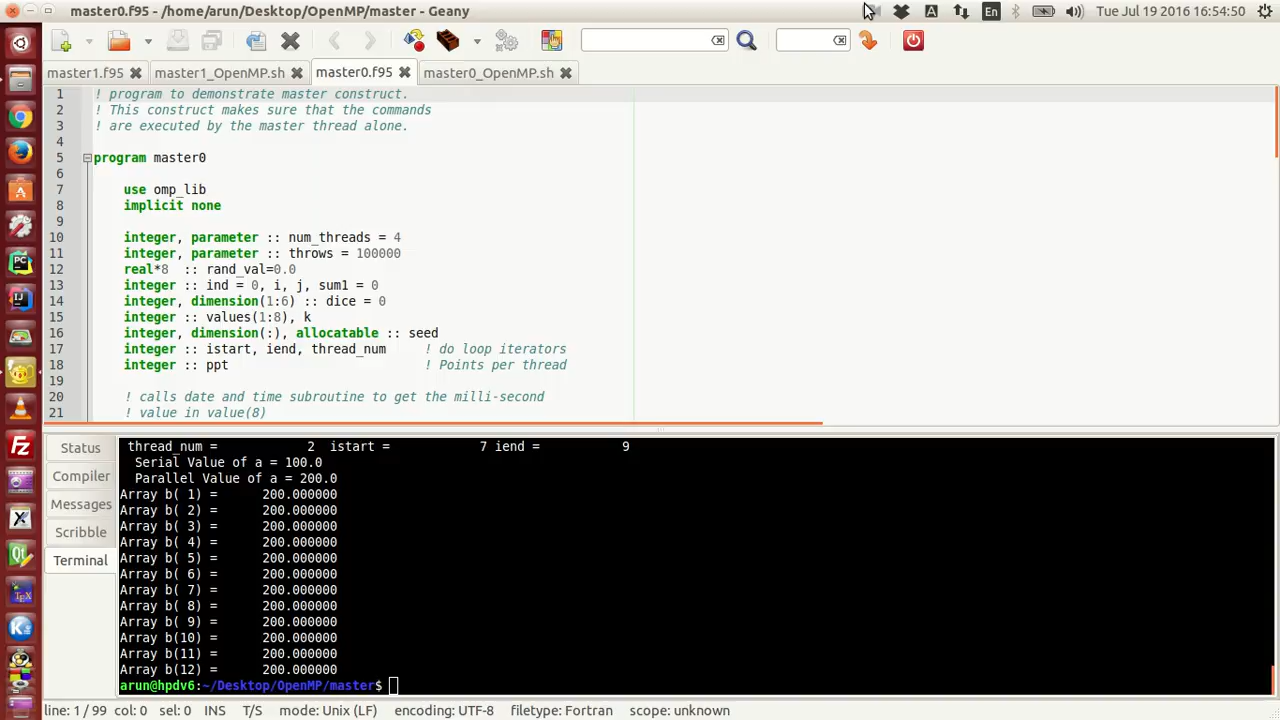 master0.f95 - /home/arun/Desktop/OpenMP/master - Geany
A
En
Tue Jul 19 2016 16:54:50
master1.f95
master1_OpenMP.sh
master0.f95
master0_OpenMP.sh
1 ! program to demonstrate master construct.
2 ! This construct makes sure that the commands
3 ! are executed by the master thread alone.
4
5 program master0
6
7 use omp_lib
8 implicit none
9
10 integer, parameter :: num_threads = 4
11 integer, parameter :: throws = 100000
12 real*8 :: rand_val=0.0
13 integer :: ind = 0, i, j, sum1 = 0
14 integer, dimension(1:6) :: dice = 0
15 integer :: values(1:8), k
16 integer, dimension(:), allocatable :: seed
17 integer :: istart, iend, thread_num ! do loop iterators
18 integer :: ppt ! Points per thread
19
20 ! calls date and time subroutine to get the milli-second
21 ! value in value(8)
Status
Compiler
Messages
Scribble
Terminal
thread_num = 2 istart = 7 iend = 9
Serial Value of a = 100.0
Parallel Value of a = 200.0
Array b( 1) = 200.000000
Array b( 2) = 200.000000
Array b( 3) = 200.000000
Array b( 4) = 200.000000
Array b( 5) = 200.000000
Array b( 6) = 200.000000
Array b( 7) = 200.000000
Array b( 8) = 200.000000
Array b( 9) = 200.000000
Array b(10) = 200.000000
Array b(11) = 200.000000
Array b(12) = 200.000000
arun@hpdv6:~/Desktop/OpenMP/master$
line: 1 / 99 col: 0 sel: 0 INS T/S mode: Unix (LF) encoding: UTF-8 filetype: Fortran scope: unknown